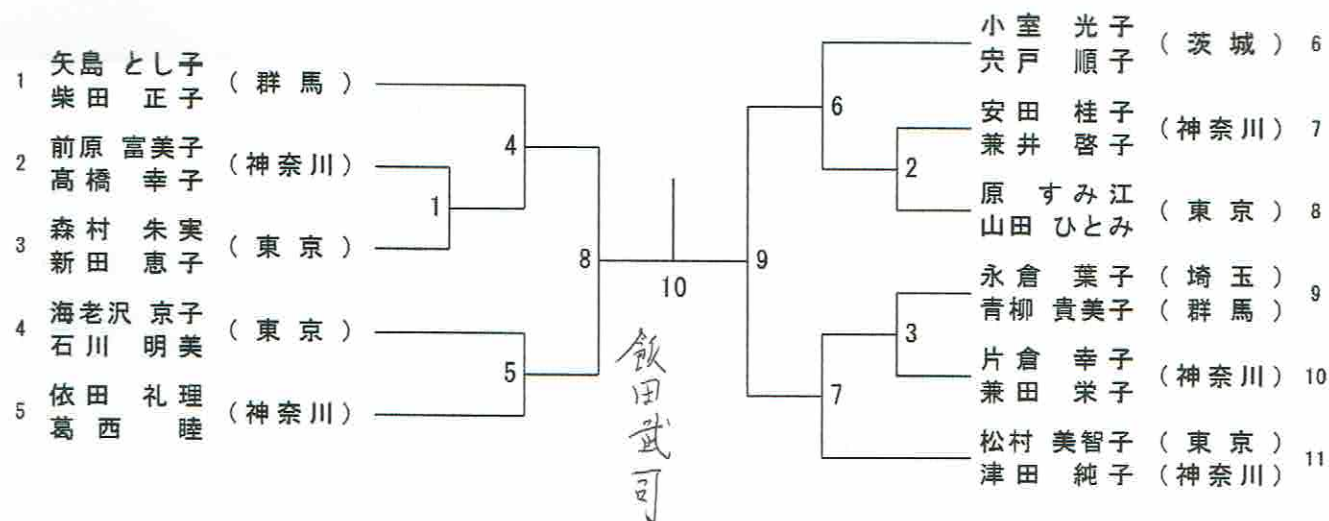 1 矢島 とし子 (群馬)
柴田 正子
2 前原 富美子 (神奈川)
高橋 幸子
3 森村 朱実 (東京)
新田 恵子
4 海老沢 京子 (東京)
石川 明美
5 依田 礼理 (神奈川)
葛西 睦
1
4
5
8
10
飯田武司
9
6
2
3
7
小室 光子 (茨城) 6
宍戸 順子
安田 桂子 (神奈川) 7
兼井 啓子
原 すみ江 (東京) 8
山田 ひとみ
永倉 葉子 (埼玉) 9
青柳 貴美子 (群馬)
片倉 幸子 (神奈川) 10
兼田 栄子
松村 美智子 (東京) 11
津田 純子 (神奈川)